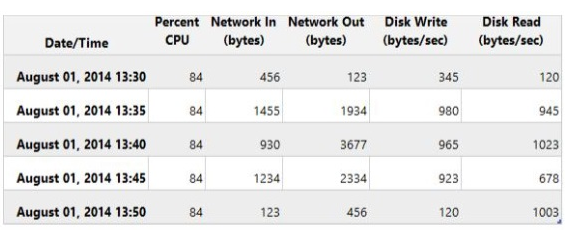 Date/Time Percent CPU Network In (bytes) Network Out (bytes) Disk Write (bytes/sec) Disk Read (bytes/sec)
August 01, 2014 13:30 84 456 123 345 120
August 01, 2014 13:35 84 1455 1934 980 945
August 01, 2014 13:40 84 930 3677 965 1023
August 01, 2014 13:45 84 1234 2334 923 678
August 01, 2014 13:50 84 123 456 120 1003